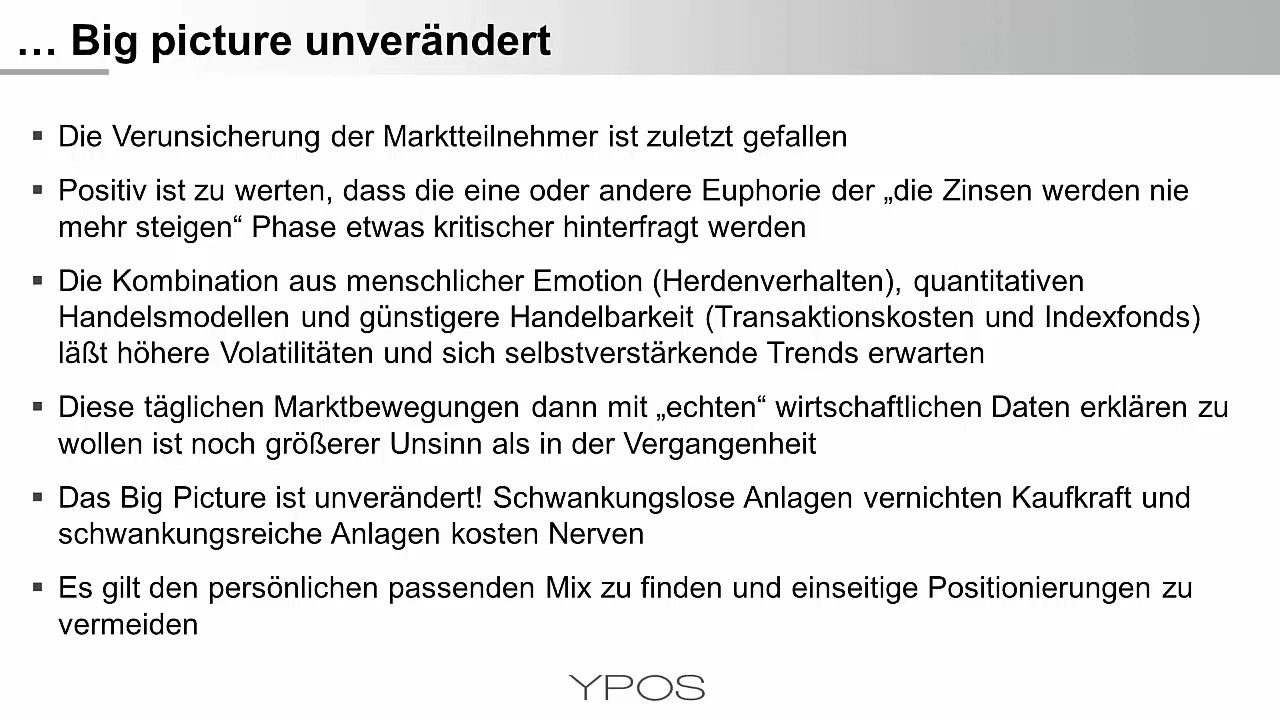 … Big picture unverändert
▪ Die Verunsicherung der Marktteilnehmer ist zuletzt gefallen
▪ Positiv ist zu werten, dass die eine oder andere Euphorie der „die Zinsen werden nie
mehr steigen“ Phase etwas kritischer hinterfragt werden
▪ Die Kombination aus menschlicher Emotion (Herdenverhalten), quantitativen
Handelsmodellen und günstigere Handelbarkeit (Transaktionskosten und Indexfonds)
läßt höhere Volatilitäten und sich selbstverstärkende Trends erwarten
▪ Diese täglichen Marktbewegungen dann mit „echten“ wirtschaftlichen Daten erklären zu
wollen ist noch größerer Unsinn als in der Vergangenheit
▪ Das Big Picture ist unverändert! Schwankungslose Anlagen vernichten Kaufkraft und
schwankungsreiche Anlagen kosten Nerven
▪ Es gilt den persönlichen passenden Mix zu finden und einseitige Positionierungen zu
vermeiden
YPOS